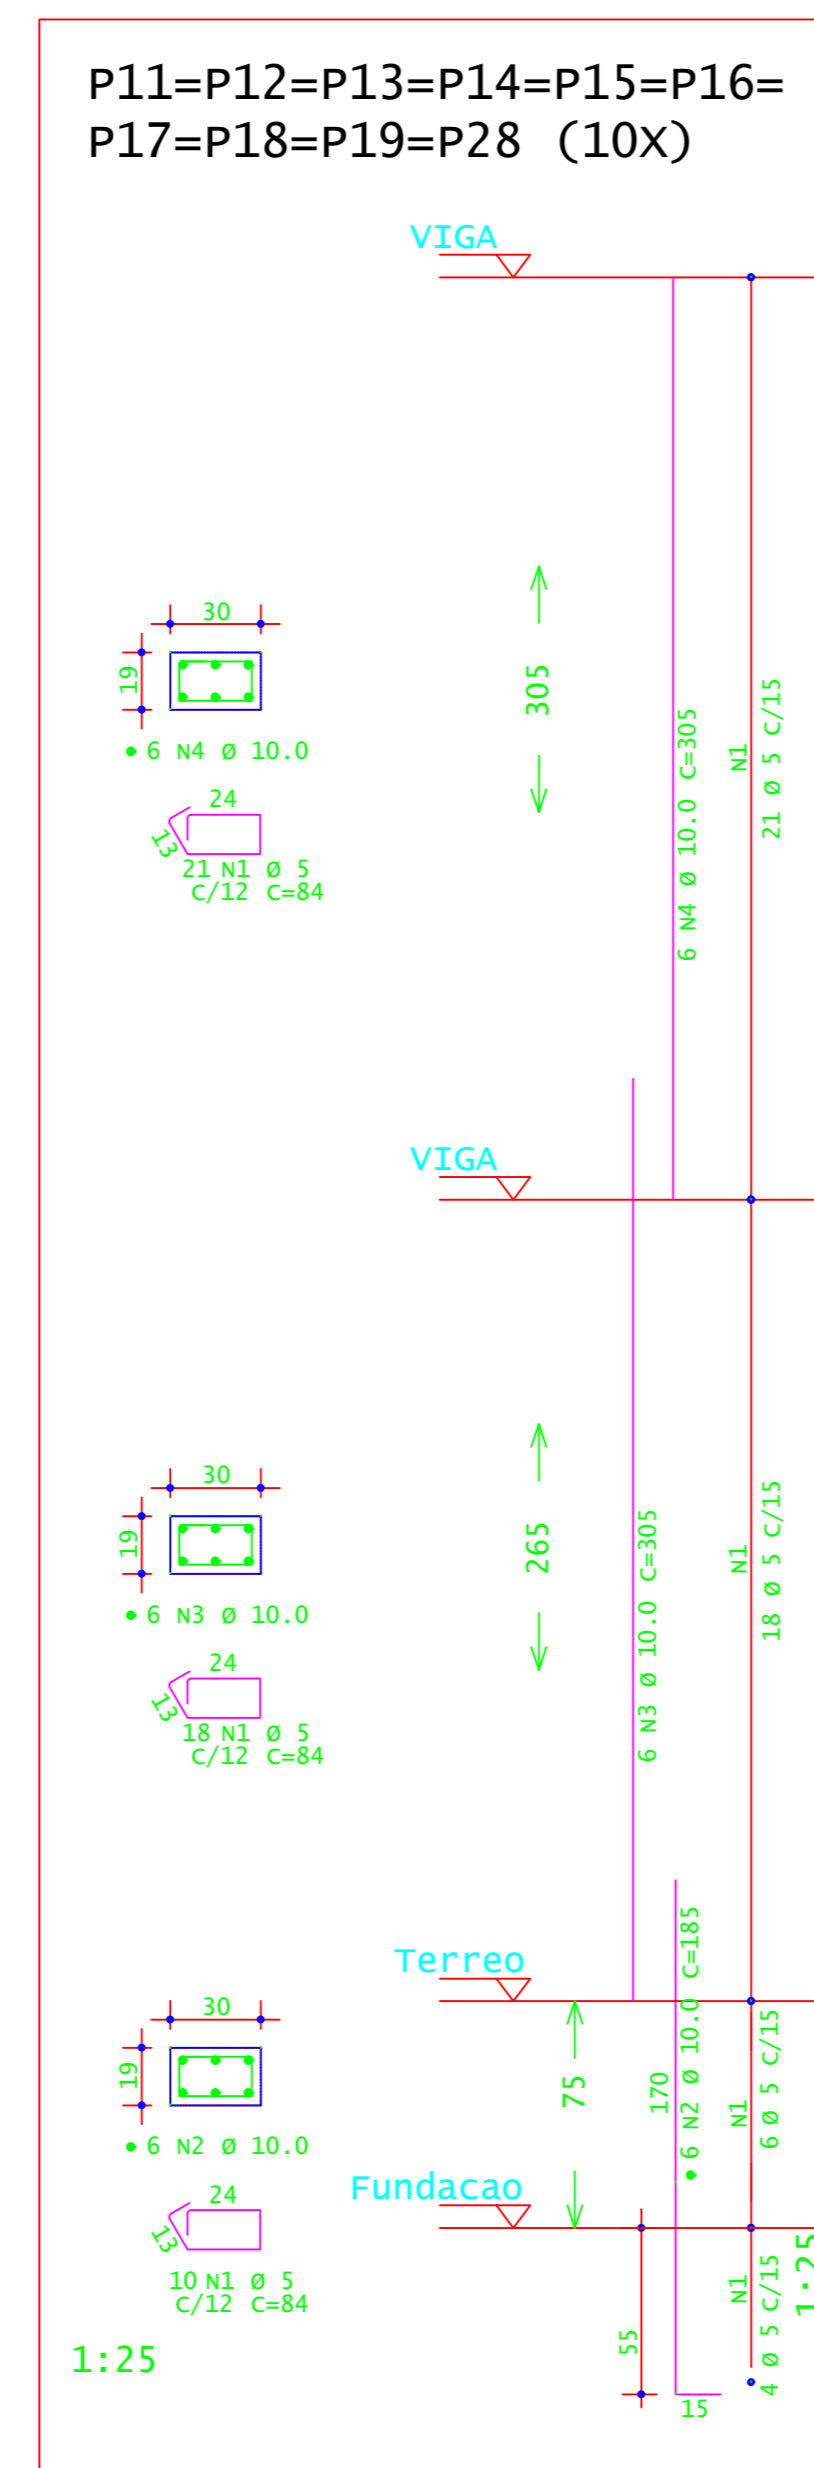 P11=P12=P13=P14=P15=P16=
P17=P18=P19=P28 (10X)
VIGA
30
19
6 N4 Ø 10.0
24
13
21 N1 Ø 5
C/12 C=84
305
6 N4 Ø 10.0 C=305
N1
21 Ø 5 C/15
VIGA
30
19
6 N3 Ø 10.0
24
13
18 N1 Ø 5
C/12 C=84
265
6 N3 Ø 10.0 C=305
N1
18 Ø 5 C/15
Terreo
30
19
6 N2 Ø 10.0
75
170
6 N2 Ø 10.0 C=185
N1
6 Ø 5 C/15
Fundacao
24
13
10 N1 Ø 5
C/12 C=84
55
15
N1
4 Ø 5 C/15
1:25
1:25